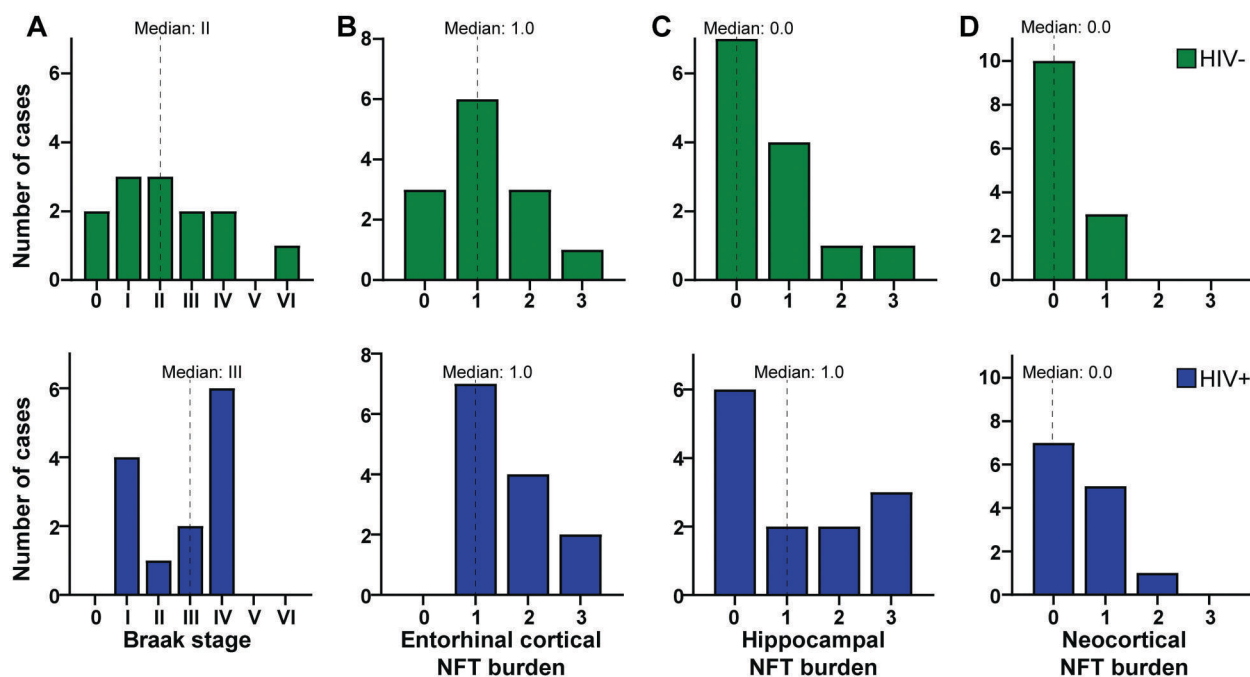 A
Median: II
Number of cases
6
4
2
0
0 I II III IV V VI
B
Median: 1.0
8
6
4
2
0
0 1 2 3
C
Median: 0.0
6
4
2
0
0 1 2 3
D
Median: 0.0
HIV-
10
8
6
4
2
0
0 1 2 3
Median: III
Number of cases
6
4
2
0
0 I II III IV V VI
Braak stage
Median: 1.0
8
6
4
2
0
0 1 2 3
Entorhinal cortical
NFT burden
Median: 1.0
6
4
2
0
0 1 2 3
Hippocampal
NFT burden
Median: 0.0
HIV+
10
8
6
4
2
0
0 1 2 3
Neocortical
NFT burden